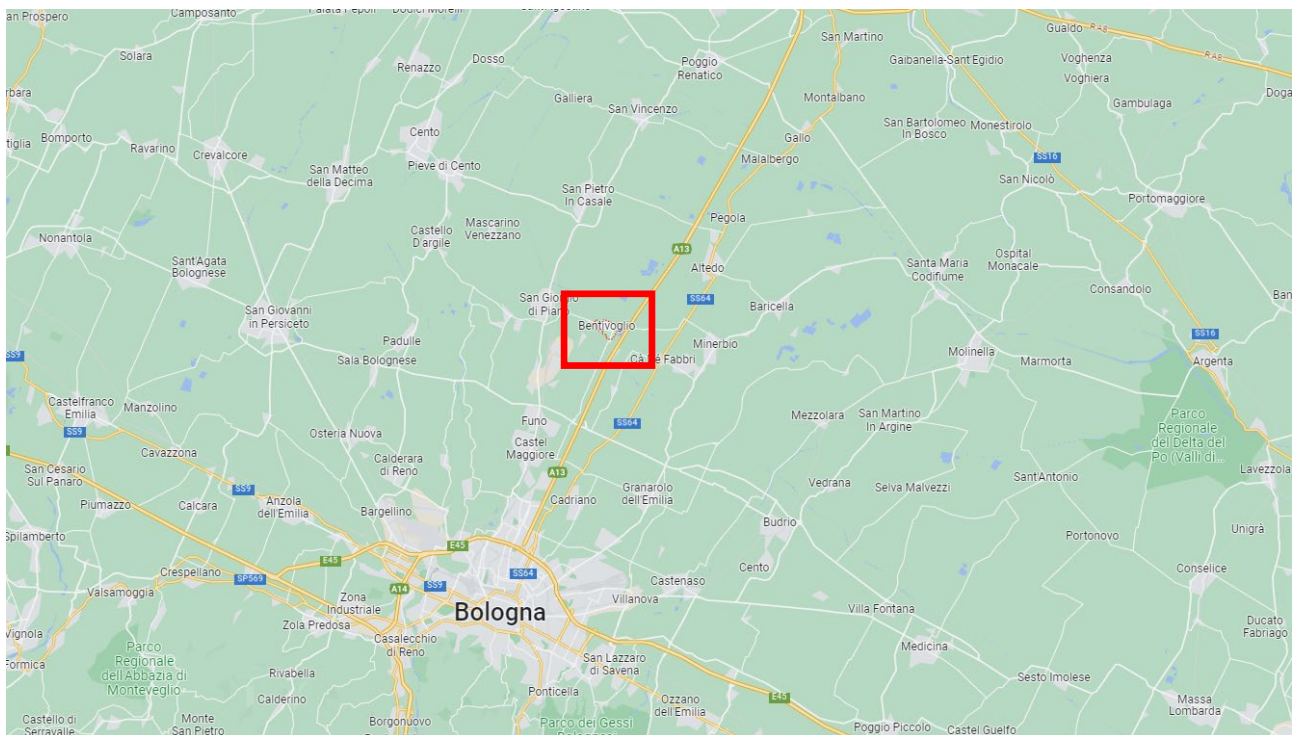 an Prospero
Camposanto
San Martino
Gualdo
RA8
Solara
Dosso
Renazzo
Poggio
Renatico
Gaibanella-Sant'Egidio
Voghenza
RA8
Voghiera
rbara
Galliera
San Vincenzo
Montalbano
Gambulaga
Doga
Cento
San Bartolomeo
In Bosco
Monestirolo
tiglia
Bomporto
Ravarino
Crevalcore
Gallo
Malalbergo
SS16
San Matteo
della Decima
Pieve di Cento
San Nicolò
San Pietro
In Casale
Portomaggiore
Pegola
Nonantola
Castello
D'argile
Mascarino
Venezzano
A13
Sant'Agata
Bolognese
Altedo
Santa Maria
Codifiume
Ospital
Monacale
Consandolo
Ban
San Giovanni
in Persiceto
San Gio
di Piano
SS64
Baricella
Bentivoglio
SS9
Padulle
Minerbio
SS16
Sala Bolognese
Fabbri
Molinella
Marmorta
Argenta
Castelfranco
Emilia
Manzolino
SS9
Osteria Nuova
Funo
SS64
Mezzolara
San Martino
In Argine
Parco
Regionale
del Delta del
Po (Valli di...
Cavazzona
Castel
Maggiore
San Cesario
Sul Panaro
Calderara
di Reno
A13
Lavezzola
Piumazzo
Calcara
SS9
Anzola
dell'Emilia
Bargellino
Cadriano
Granarolo
dell'Emilia
Vedrana
Selva Malvezzi
Sant'Antonio
Spilamberto
Budrio
Portonovo
Unigrà
E45
E45
Crespellano
SP569
A14
SS9
SS64
Cento
Conselice
Valsamoggia
Zona
Industriale
Castenaso
Villanova
Bologna
Villa Fontana
Zola Predosa
Ducato
Fabriago
Vignola
Casalecchio
di Reno
Medicina
Parco
Regionale
dell'Abbazia di
Monteveglio
Formica
San Lazzaro
di Savena
Rivabella
Sesto Imolese
Ponticella
Calderino
Ozzano
dell'Emilia
E45
Massa
Lombarda
Castello di
Serravalle
Monte
San Pietro
Borgonuovo
Parco dei Gessi
Poggio Piccolo
Castel Guelfo